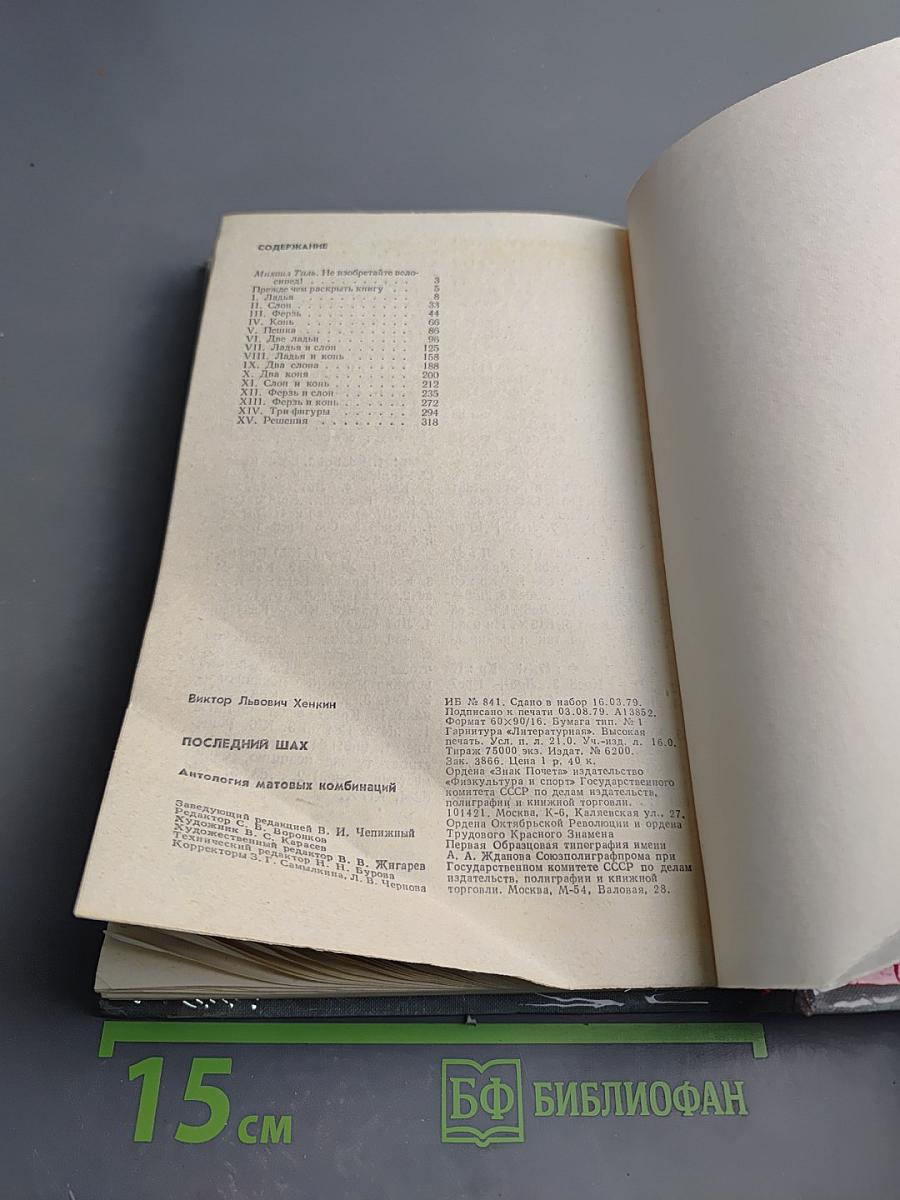 СОДЕРЖАНИЕ
Михаил Таль. Не изобретайте вело-
сипед! . . . . . . . . . 3
Прежде чем раскрыть книгу . . 5
I. Ладья . . . . . . . . . 8
II. Слон . . . . . . . . . 33
III. Ферзь . . . . . . . . . 44
IV. Конь . . . . . . . . . 66
V. Пешка . . . . . . . . . 86
VI. Две ладьи . . . . . . . 96
VII. Ладья и слон . . . . . . 125
VIII. Ладья и конь . . . . . . 158
IX. Два слона . . . . . . . 188
X. Два коня . . . . . . . . 200
XI. Слон и конь . . . . . . . 212
XII. Ферзь и слон . . . . . . 235
XIII. Ферзь и конь . . . . . . 272
XIV. Три фигуры . . . . . . 294
XV. Решения . . . . . . . . 318
Виктор Львович Хенкин
ПОСЛЕДНИЙ ШАХ
Антология матовых комбинаций
Заведующий редакцией В. И. Чепижный
Редактор С. Б. Воронков
Художник В. С. Карасев
Художественный редактор В. В. Жигарев
Технический редактор Н. Н. Бурова
Корректоры З. Г. Самылкина, Л. В. Чернова
ИБ № 841. Сдано в набор 16.03.79.
Подписано к печати 03.08.79. А13852.
Формат 60×90/16. Бумага тип. № 1
Гарнитура «Литературная». Высокая
печать. Усл. п. л. 21.0. Уч.-изд. л. 16.0.
Тираж 75000 экз. Издат. № 6200.
Зак. 3866. Цена 1 р. 40 к.
Ордена «Знак Почета» издательство
«Физкультура и спорт» Государственного
комитета СССР по делам издательств,
полиграфии и книжной торговли.
101421. Москва, К-6, Каляевская ул., 27.
Ордена Октябрьской Революции и ордена
Трудового Красного Знамени
Первая Образцовая типография имени
А. А. Жданова Союзполиграфпрома при
Государственном комитете СССР по делам
издательств, полиграфии и книжной
торговли. Москва, М-54, Валовая, 28.
15 см
БФ БИБЛИОФАН